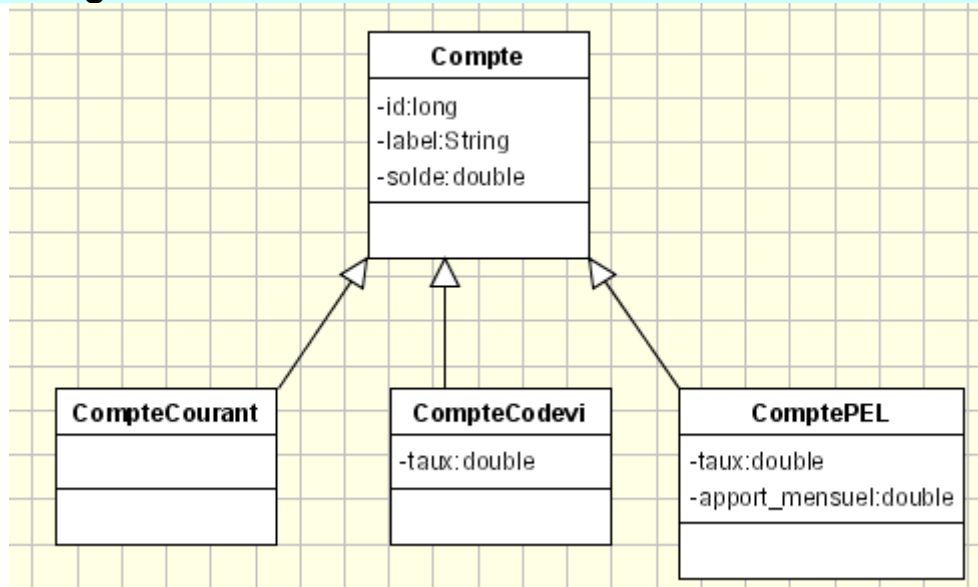 Compte
-id:long
-label:String
-solde:double
CompteCourant
CompteCodevi
-taux:double
ComptePEL
-taux:double
-apport_mensuel:double